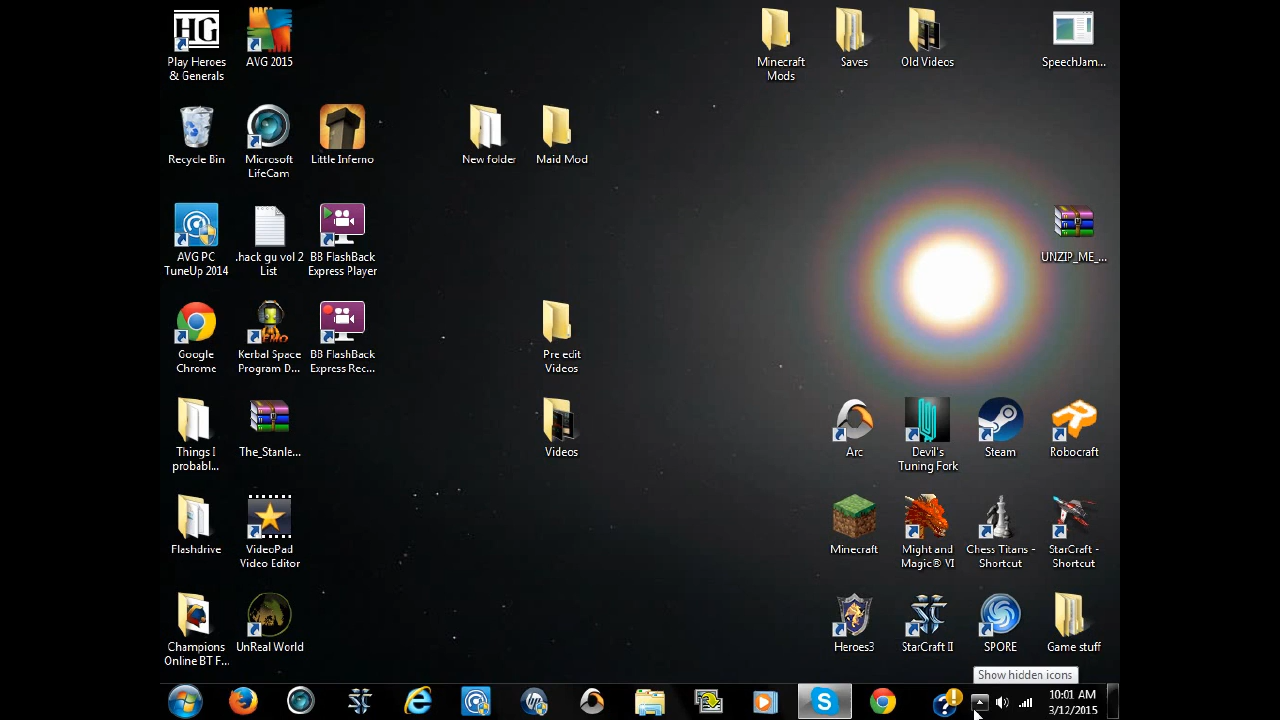 HG
Play Heroes
& Generals
AVG 2015
Minecraft
Mods
Saves
Old Videos
SpeechJam...
Recycle Bin
Microsoft
LifeCam
Little Inferno
New folder
Maid Mod
AVG PC
TuneUp 2014
.hack gu vol 2
List
BB FlashBack
Express Player
UNZIP_ME_...
Google
Chrome
Kerbal Space
Program D...
BB FlashBack
Express Rec...
Pre edit
Videos
Things I
probabl...
The_Stanle...
Videos
Arc
Devil's
Tuning Fork
Steam
Robocraft
Flashdrive
VideoPad
Video Editor
Minecraft
Might and
Magic® VI
Chess Titans -
Shortcut
StarCraft -
Shortcut
Champions
Online BT F...
UnReal World
Heroes3
StarCraft II
SPORE
Game stuff
Show hidden icons
10:01 AM
3/12/2015